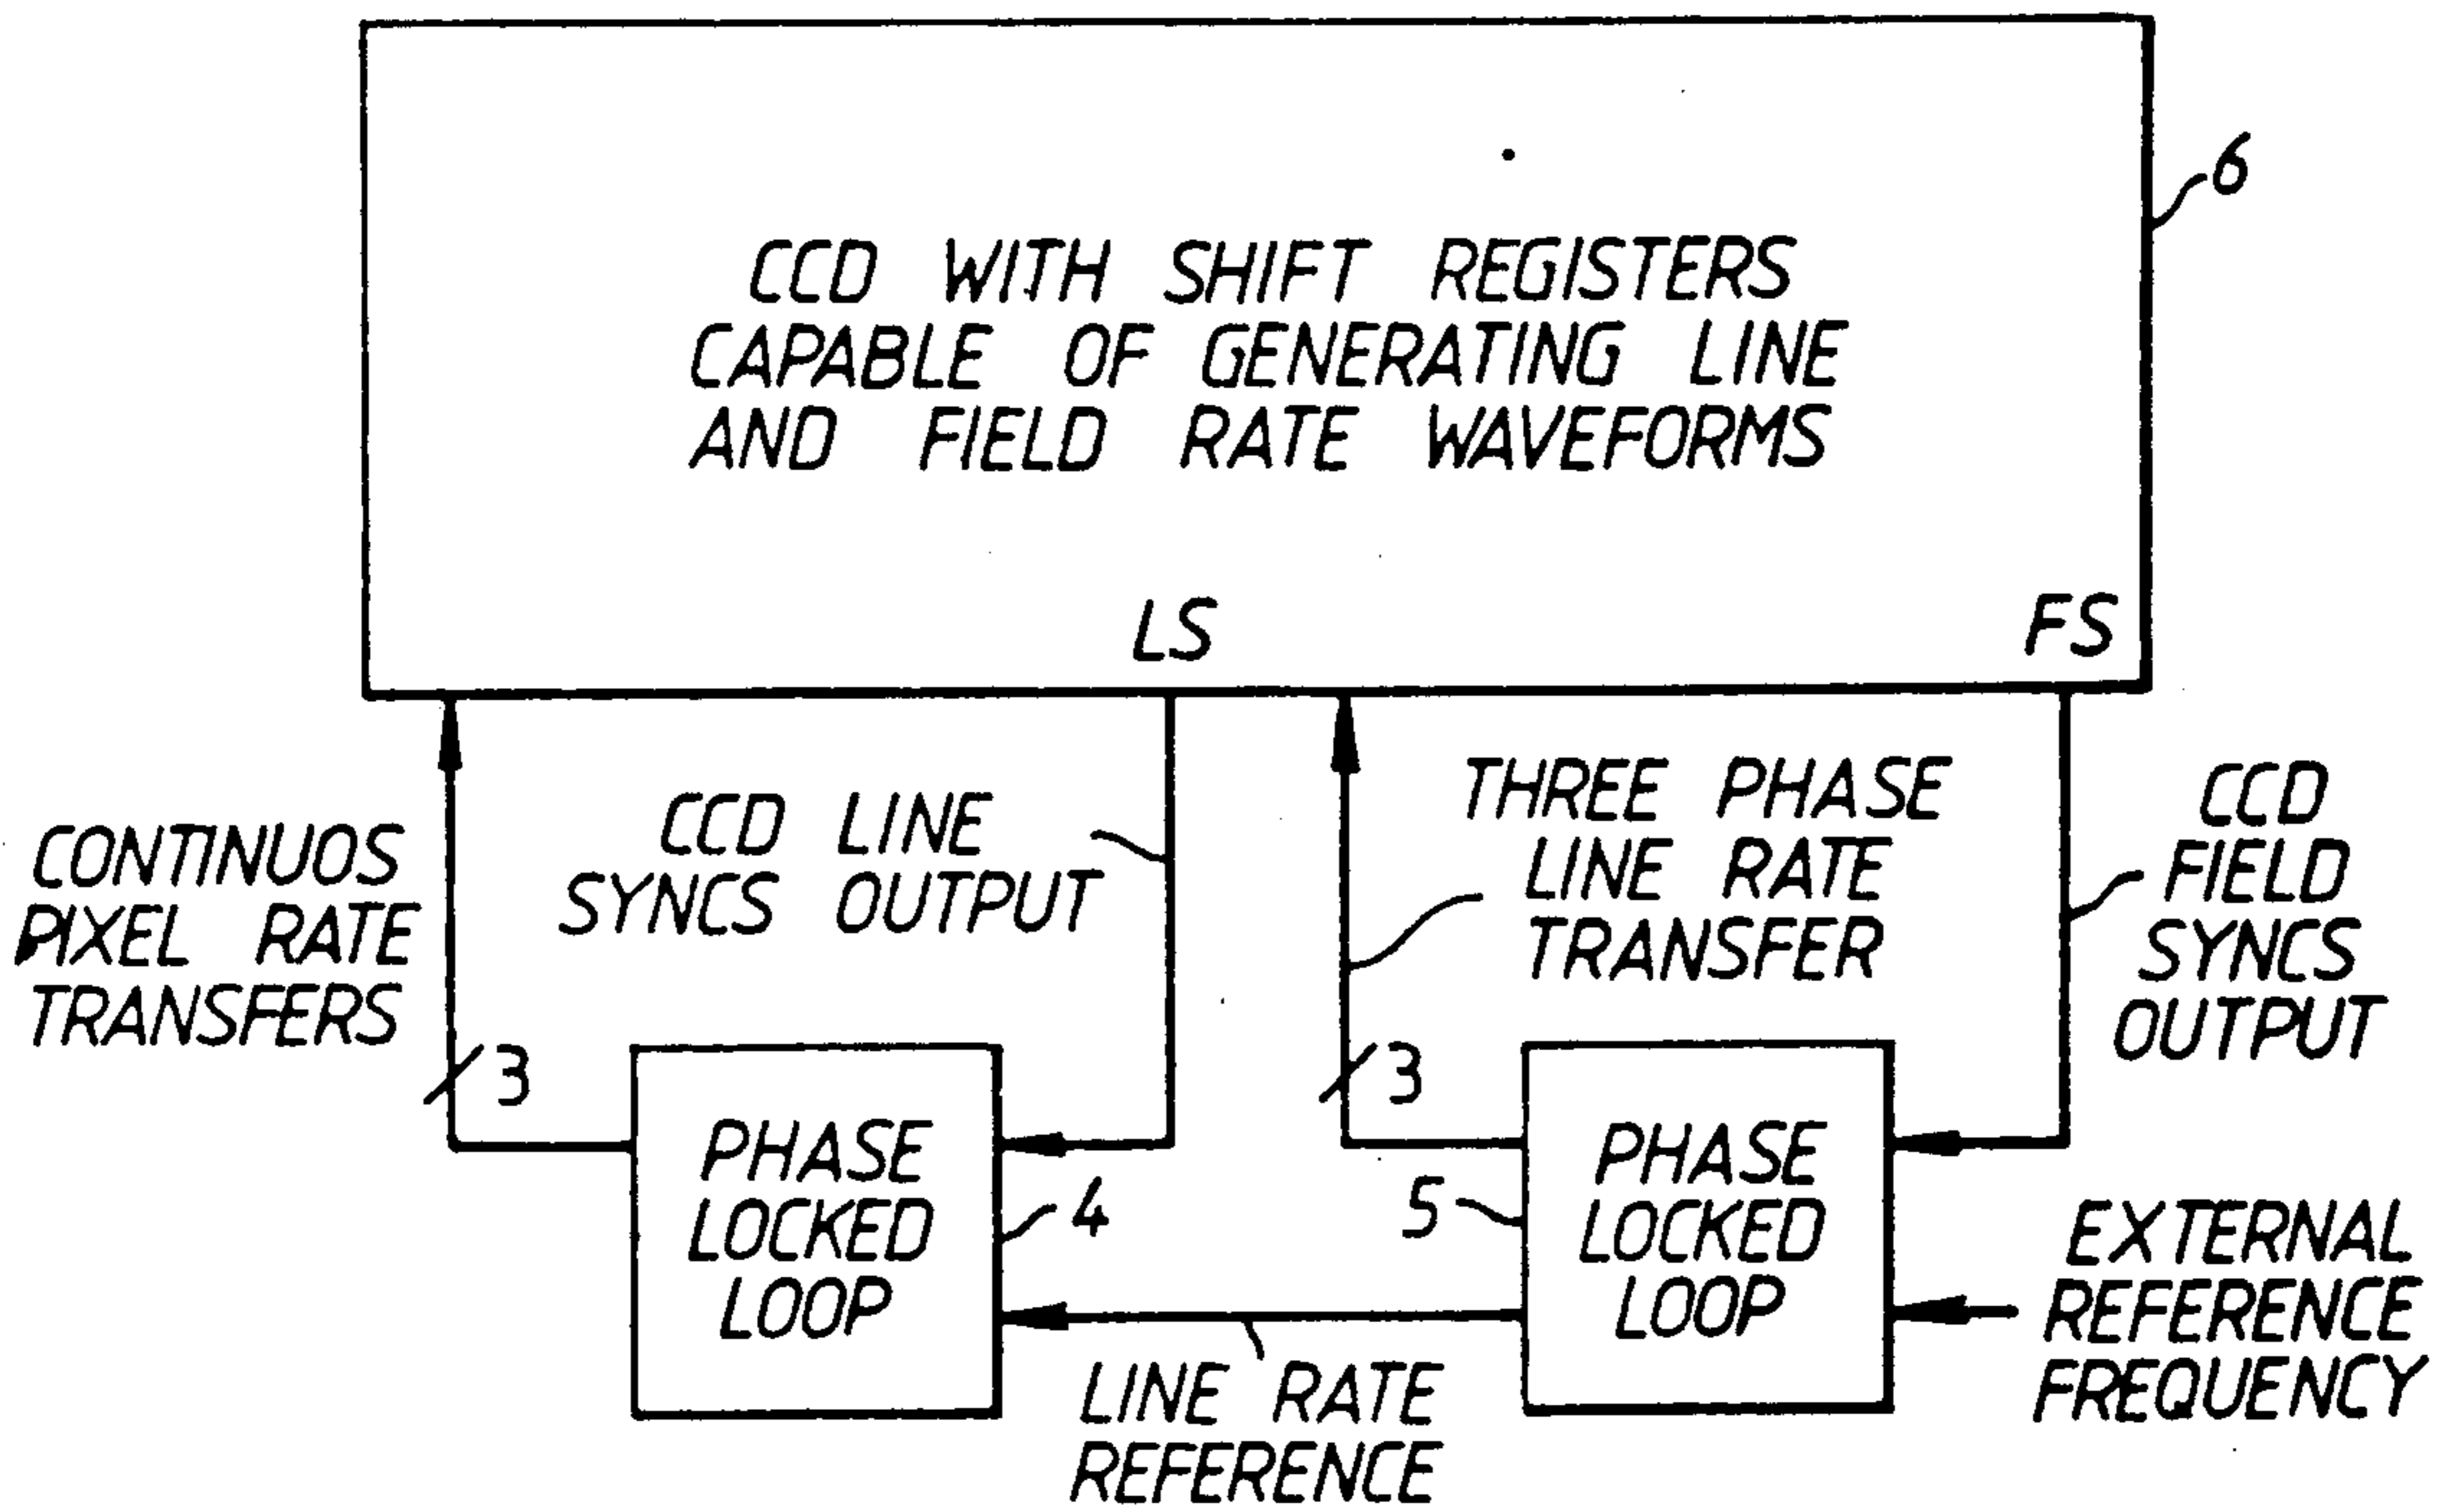 CCD WITH SHIFT REGISTERS
CAPABLE OF GENERATING LINE
AND FIELD RATE WAVEFORMS
6
LS
FS
CONTINUOS
PIXEL RATE
TRANSFERS
3
CCD LINE
SYNCS OUTPUT
THREE PHASE
LINE RATE
TRANSFER
3
CCD
FIELD
SYNCS
OUTPUT
PHASE
LOCKED
LOOP
4
5
PHASE
LOCKED
LOOP
LINE RATE
REFERENCE
EXTERNAL
REFERENCE
FREQUENCY